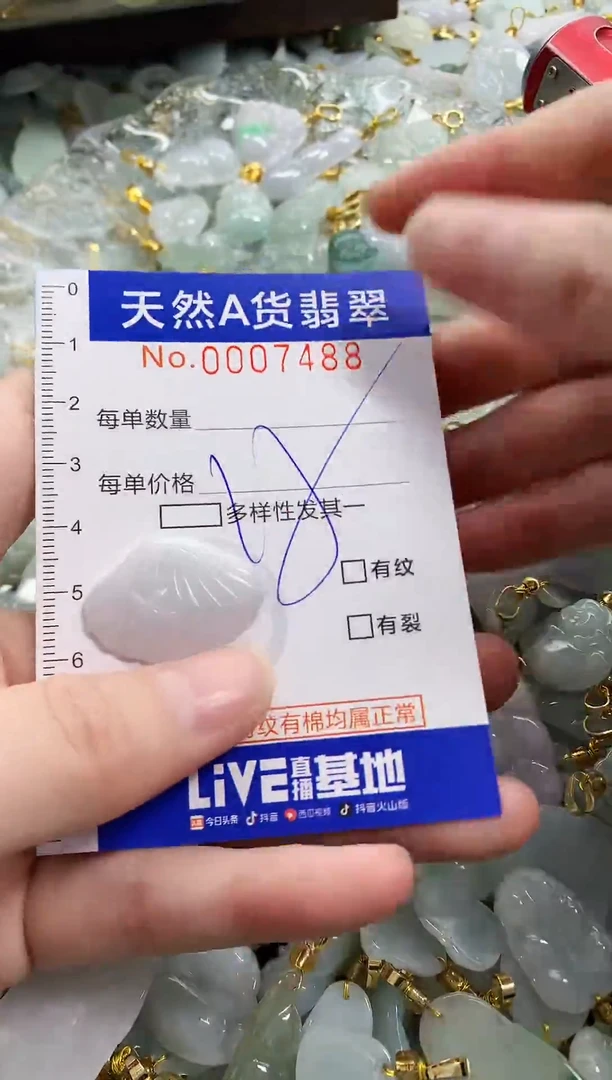 天然A货翡翠
No.0007488
每单数量
每单价格
18
多样性发其一
有纹
有裂
纹有棉均属正常
LiVE直播基地
今日头条 抖音 西瓜视频 抖音火山版
0
1
2
3
4
5
6